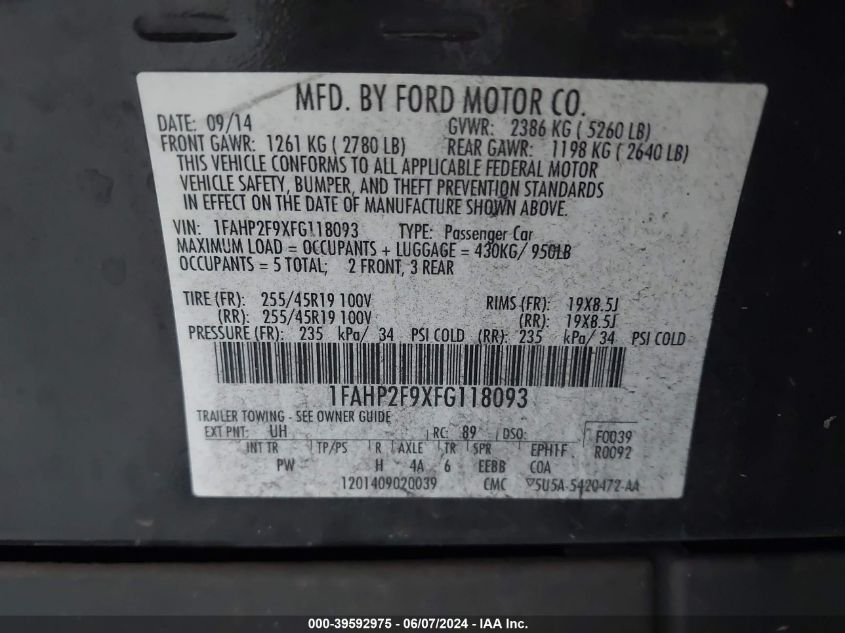 MFD. BY FORD MOTOR CO.
DATE: 09/14 GVWR: 2386 KG ( 5260 LB)
FRONT GAWR: 1261 KG ( 2780 LB) REAR GAWR: 1198 KG ( 2640 LB)
THIS VEHICLE CONFORMS TO ALL APPLICABLE FEDERAL MOTOR
VEHICLE SAFETY, BUMPER, AND THEFT PREVENTION STANDARDS
IN EFFECT ON THE DATE OF MANUFACTURE SHOWN ABOVE.
VIN: 1FAHP2F9XFG118093 TYPE: Passenger Car
MAXIMUM LOAD = OCCUPANTS + LUGGAGE = 430KG/ 950LB
OCCUPANTS = 5 TOTAL; 2 FRONT, 3 REAR
TIRE (FR): 255/45R19 100V RIMS (FR): 19X8.5J
(RR): 255/45R19 100V (RR): 19X8.5J
PRESSURE (FR): 235 kPa/ 34 PSI COLD (RR): 235 kPa/ 34 PSI COLD
1FAHP2F9XFG118093
TRAILER TOWING - SEE OWNER GUIDE
EXT PNT: UH RC: 89 DSO: F0039
INT TR TP/PS R AXLE TR SPR EPH1F R0092
PW H 4A 6 EEBB COA
1201409020039 CMC 5U5A-5420472-AA
000-39592975 - 06/07/2024 - IAA Inc.